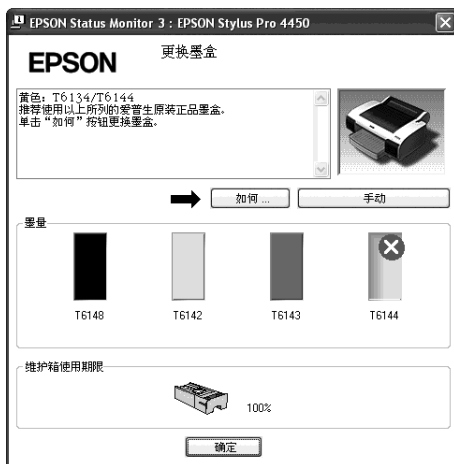 EPSON Status Monitor 3 : EPSON Stylus Pro 4450
EPSON
更换墨盒
黄色: T6134/T6144
推荐使用以上所列的爱普生原装正品墨盒。
单击“如何”按钮更换墨盒。
如何 ...
手动
墨量
T6148
T6142
T6143
T6144
维护箱使用期限
100%
确定